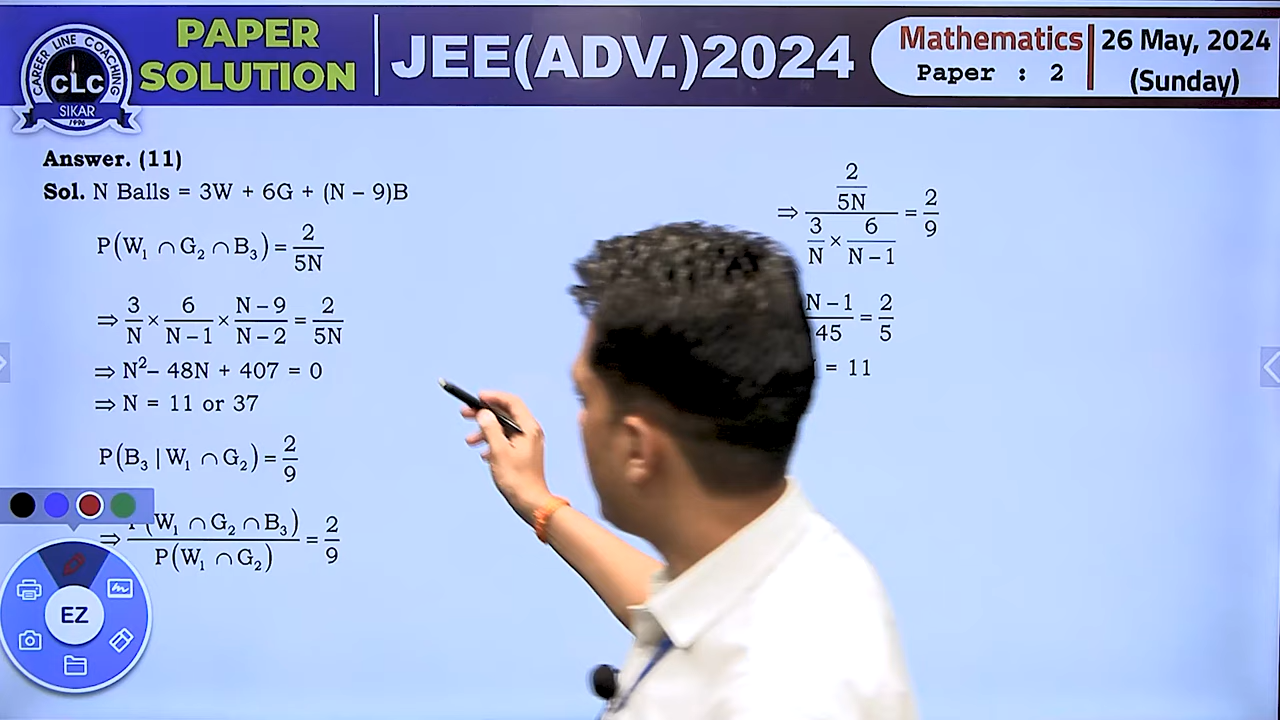 CAREER LINE COACHING
CLC
SIKAR
1996
PAPER
SOLUTION
JEE(ADV.)2024
Mathematics
Paper : 2
26 May, 2024
(Sunday)
Answer. (11)
Sol. N Balls = 3W + 6G + (N – 9)B
P(W₁ ∩ G₂ ∩ B₃) = 2/5N
⇒ 3/N × 6/N – 1 × N – 9/N – 2 = 2/5N
⇒ N² – 48N + 407 = 0
⇒ N = 11 or 37
P(B₃ | W₁ ∩ G₂) = 2/9
⇒ (W₁ ∩ G₂ ∩ B₃)/P(W₁ ∩ G₂) = 2/9
⇒ 2/5N / 3/N × 6/N – 1 = 2/9
N – 1/45 = 2/5
= 11
EZ